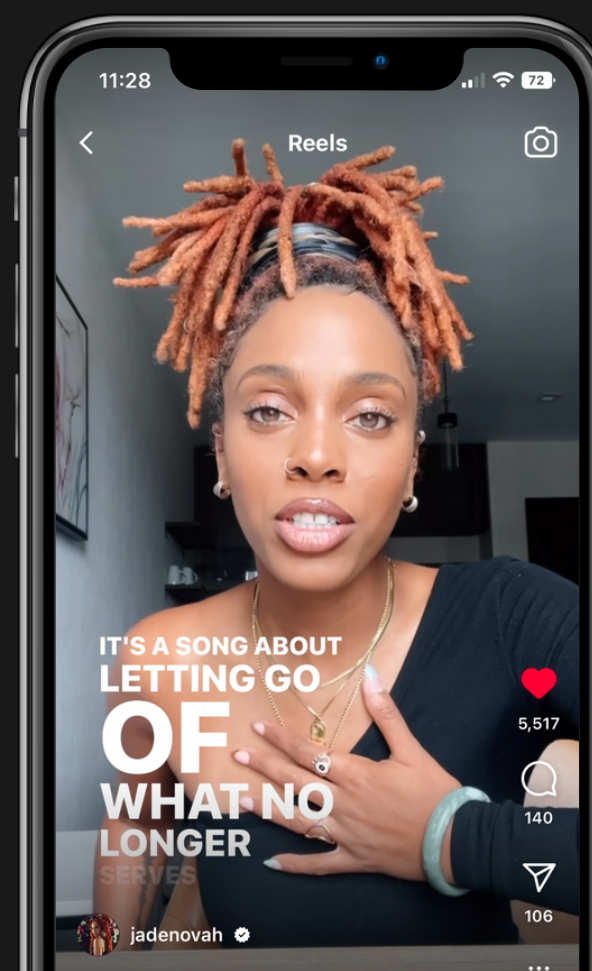 11:28
72
Reels
IT'S A SONG ABOUT
LETTING GO
OF
WHAT NO
LONGER
SERVES
5,517
140
106
jadenovah